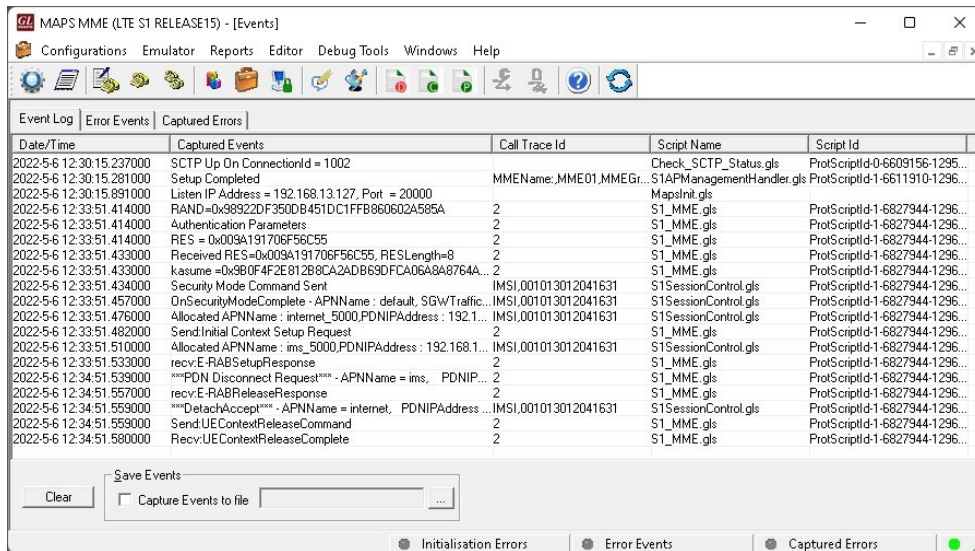 GL MAPS MME (LTE S1 RELEASE15) - [Events]
Configurations Emulator Reports Editor Debug Tools Windows Help
Event Log Error Events Captured Errors
Date/Time Captured Events Call Trace Id Script Name Script Id
2022-5-6 12:30:15.237000 SCTP Up On ConnectionId = 1002 Check_SCTP_Status.gls ProtScriptId-0-6609156-1295...
2022-5-6 12:30:15.281000 Setup Completed MMEName:,MME01,MMEGr... S1APManagementHandler.gls ProtScriptId-1-6611910-1296...
2022-5-6 12:30:15.891000 Listen IP Address = 192.168.13.127, Port = 20000 MapsInit.gls
2022-5-6 12:33:51.414000 RAND=0x98922DF350DB451DC1FFB860602A585A 2 S1_MME.gls ProtScriptId-1-6827944-1296...
2022-5-6 12:33:51.414000 Authentication Parameters 2 S1_MME.gls ProtScriptId-1-6827944-1296...
2022-5-6 12:33:51.414000 RES = 0x009A191706F56C55 2 S1_MME.gls ProtScriptId-1-6827944-1296...
2022-5-6 12:33:51.433000 Received RES=0x009A191706F56C55, RESLength=8 2 S1_MME.gls ProtScriptId-1-6827944-1296...
2022-5-6 12:33:51.433000 kasume =0x9B0F4F2E812B8CA2ADB69DFCA06A8A8764A... 2 S1_MME.gls ProtScriptId-1-6827944-1296...
2022-5-6 12:33:51.434000 Security Mode Command Sent IMSI,001013012041631 S1SessionControl.gls ProtScriptId-1-6827944-1296...
2022-5-6 12:33:51.457000 OnSecurityModeComplete - APNName : default, SGWTraffic... IMSI,001013012041631 S1SessionControl.gls ProtScriptId-1-6827944-1296...
2022-5-6 12:33:51.476000 Allocated APNName : internet_5000,PDNIPAddress : 192.1... IMSI,001013012041631 S1SessionControl.gls ProtScriptId-1-6827944-1296...
2022-5-6 12:33:51.482000 Send:Initial Context Setup Request 2 S1_MME.gls ProtScriptId-1-6827944-1296...
2022-5-6 12:33:51.510000 Allocated APNName : ims_5000,PDNIPAddress : 192.168.1... IMSI,001013012041631 S1SessionControl.gls ProtScriptId-1-6827944-1296...
2022-5-6 12:33:51.533000 recv:E-RABSetupResponse 2 S1_MME.gls ProtScriptId-1-6827944-1296...
2022-5-6 12:34:51.539000 ***PDN Disconnect Request*** - APNName = ims, PDNIP... 2 S1_MME.gls ProtScriptId-1-6827944-1296...
2022-5-6 12:34:51.557000 recv:E-RABReleaseResponse 2 S1_MME.gls ProtScriptId-1-6827944-1296...
2022-5-6 12:34:51.559000 ***DetachAccept*** - APNName = internet, PDNIPAddress ... IMSI,001013012041631 S1SessionControl.gls ProtScriptId-1-6827944-1296...
2022-5-6 12:34:51.559000 Send:UEContextReleaseCommand 2 S1_MME.gls ProtScriptId-1-6827944-1296...
2022-5-6 12:34:51.580000 Recv:UEContextReleaseComplete 2 S1_MME.gls ProtScriptId-1-6827944-1296...
Save Events
Clear Capture Events to file ...
Initialisation Errors Error Events Captured Errors